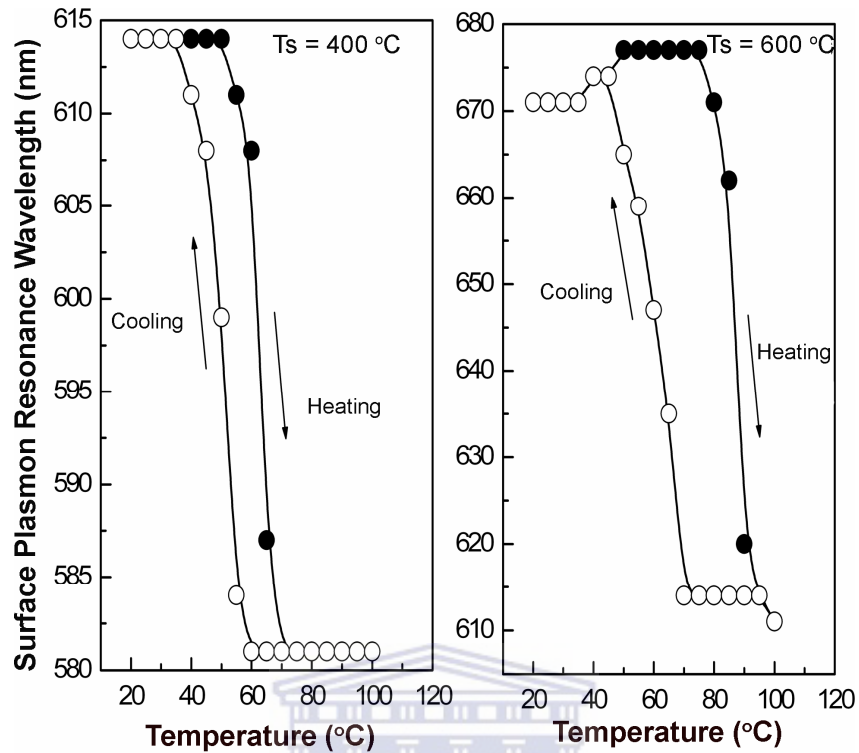 Surface Plasmon Resonance Wavelength (nm)
615
610
605
600
595
590
585
580
Ts = 400 °C
Cooling
Heating
20 40 60 80 100 120
Temperature (°C)
680
670
660
650
640
630
620
610
Ts = 600 °C
Cooling
Heating
20 40 60 80 100 120
Temperature (°C)